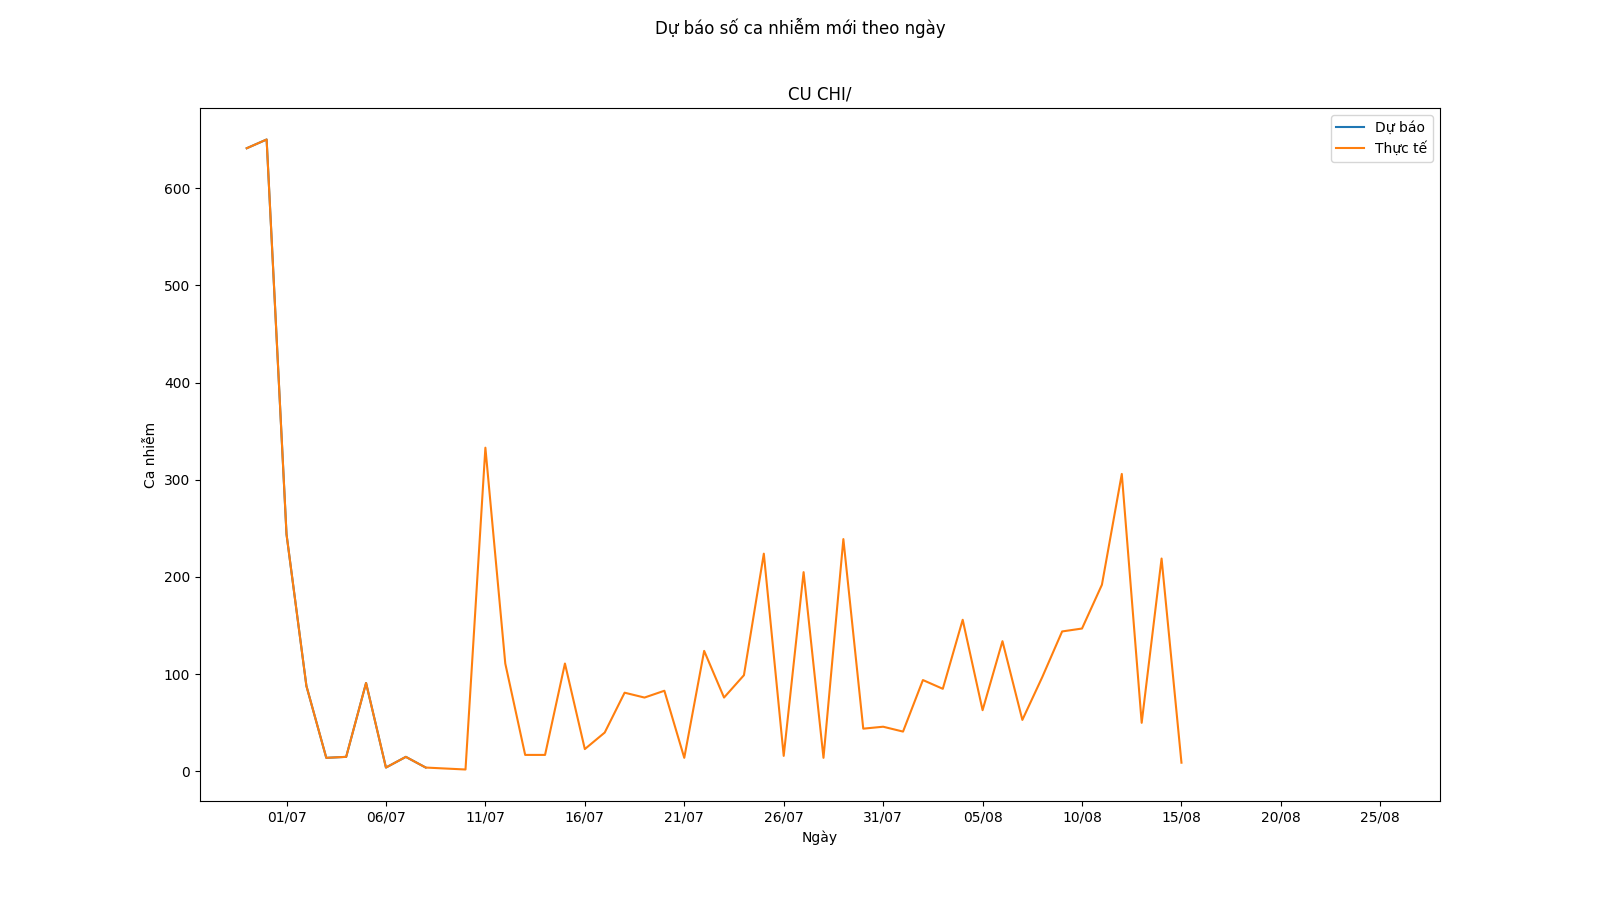 Dự báo số ca nhiễm mới theo ngày
CU CHI/
Dự báo
Thực tế
600
500
400
300
200
100
0
Ca nhiễm
01/07 06/07 11/07 16/07 21/07 26/07 31/07 05/08 10/08 15/08 20/08 25/08
Ngày